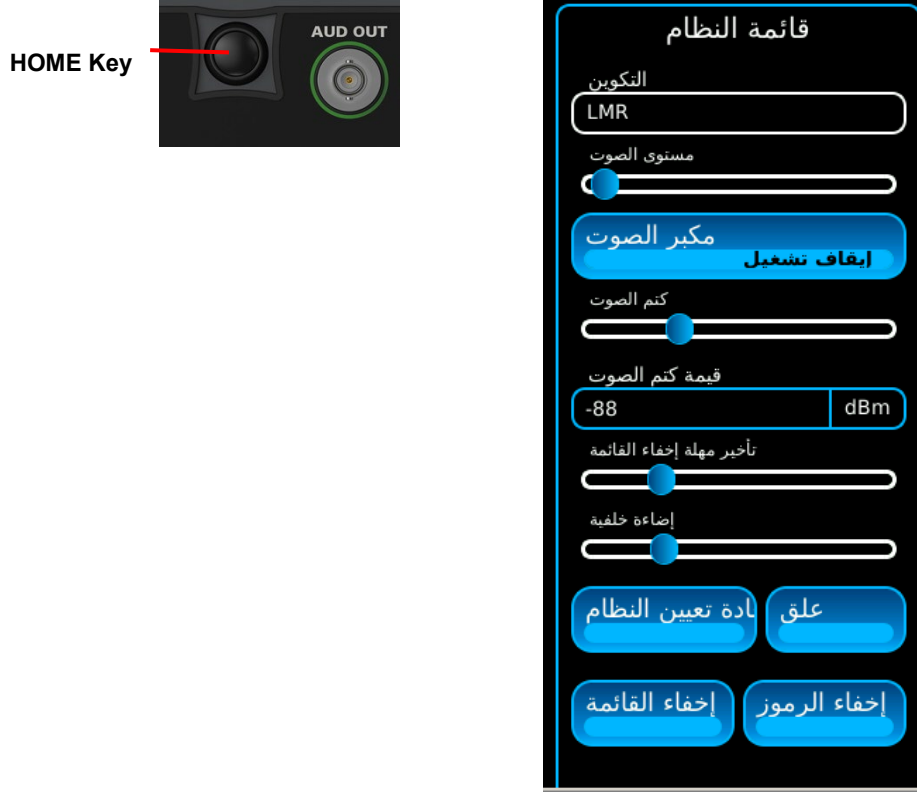 HOME Key
AUD OUT
قائمة النظام
التكوين
LMR
مستوى الصوت
مكبر الصوت
إيقاف تشغيل
كتم الصوت
قيمة كتم الصوت
-88 dBm
تأخير مهلة إخفاء القائمة
إضاءة خلفية
ادة تعيين النظام علق
إخفاء القائمة إخفاء الرموز